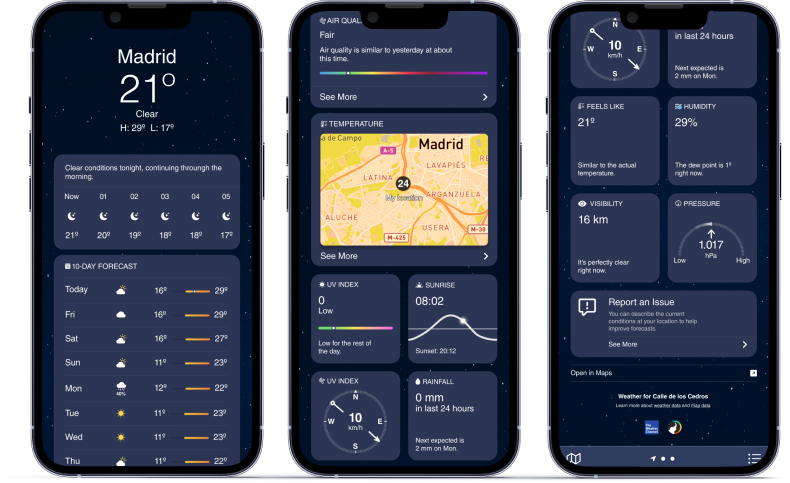 Madrid
21º
Clear
H: 29º L: 17º
Clear conditions tonight, continuing thruough the
morning.
Now 01 02 03 04 05
21º 20º 19º 18º 18º 17º
10-DAY FORECAST
Today 16º 29º
Fri 16º 29º
Sat 16º 27º
Sun 11º 23º
Mon 40% 12º 22º
Tue 11º 23º
Wed 11º 23º
Thu 11º 22º
AIR QUAL
Fair
Air quality is similar to yesterday at about
this time.
See More
TEMPERATURE
a de Campo
A-5
Madrid
LAVAPIÉS
RE
LATINA
24
My location
ARGANZUELA
ALUCHE
USERA
M-30
M-425
See More
UV INDEX
0
Low
Low for the rest of
the day.
SUNRISE
08:02
Sunset: 20:12
UV INDEX
N
W
E
S
10
km/h
RAINFALL
0 mm
in last 24 hours
Next expected is
2 mm on Mon.
N
W
E
S
10
km/h
in last 24 hours
Next expected is
2 mm on Mon.
FEELS LIKE
21º
Similar to the actual
temperature.
HUMIDITY
29%
The dew point is 1º
right now.
VISIBILITY
16 km
It's perfectly clear
right now.
PRESSURE
1.017
hPa
Low High
Report an Issue
You can describe the current
conditions at your location to help
improve forecasts.
See More
Open in Maps
Weather for Calle de los Cedros
Learn more about weather data and map data
The
Weather
Channel